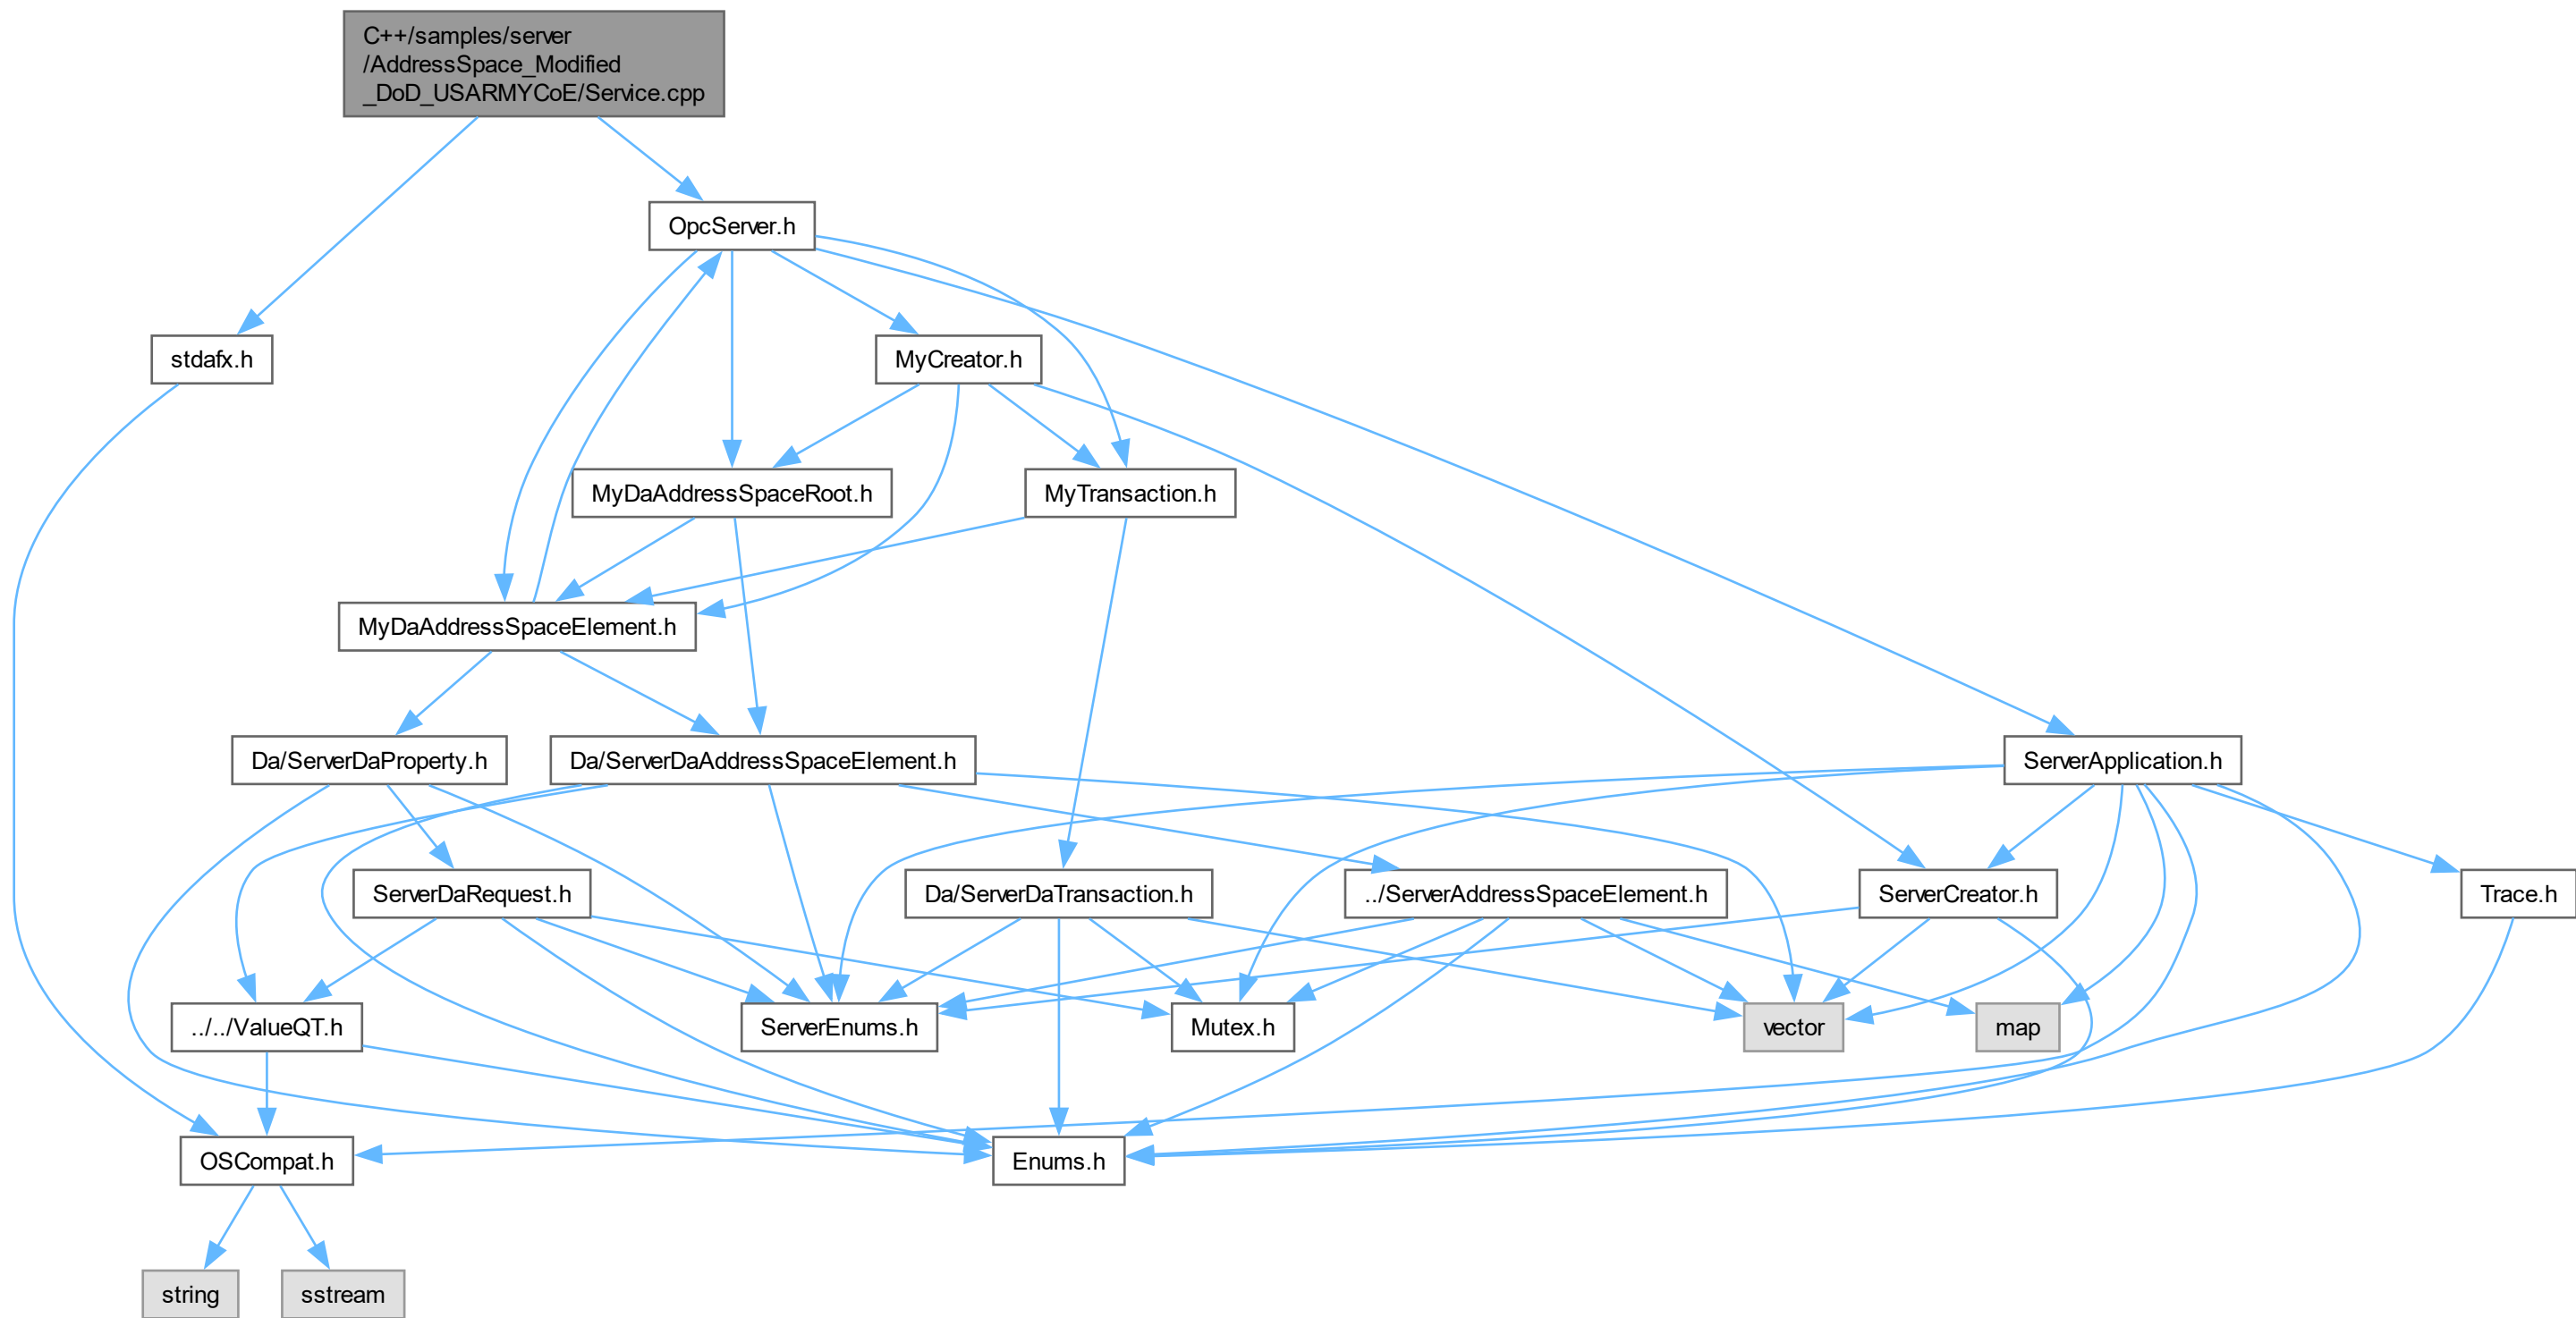 C++/samples/server
/AddressSpace_Modified
_DoD_USARMYCoE/Service.cpp
OpcServer.h
stdafx.h
MyCreator.h
MyDaAddressSpaceRoot.h
MyTransaction.h
MyDaAddressSpaceElement.h
Da/ServerDaProperty.h
Da/ServerDaAddressSpaceElement.h
ServerApplication.h
ServerDaRequest.h
Da/ServerDaTransaction.h
../ServerAddressSpaceElement.h
ServerCreator.h
Trace.h
../../ValueQT.h
ServerEnums.h
Mutex.h
vector
map
OSCompat.h
Enums.h
string
sstream